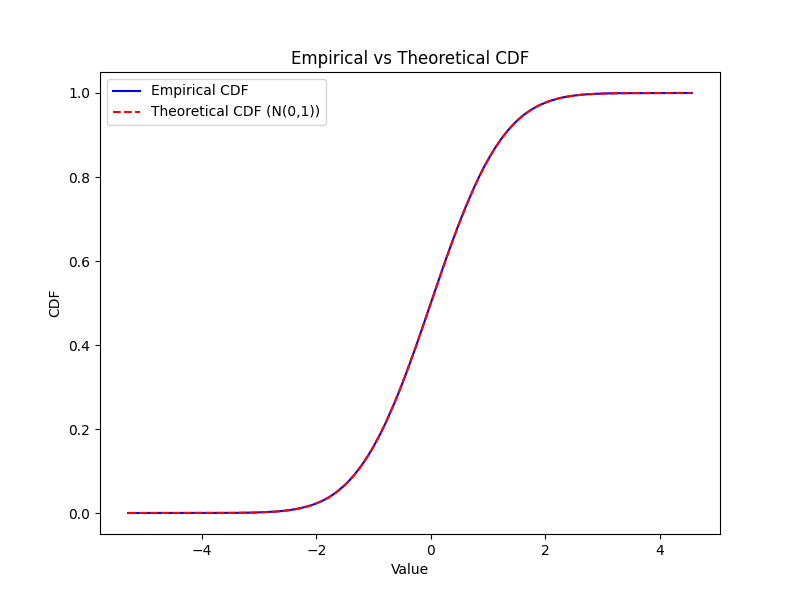 Empirical vs Theoretical CDF
Empirical CDF
Theoretical CDF (N(0,1))
1.0
0.8
0.6
0.4
0.2
0.0
CDF
−4
−2
0
2
4
Value